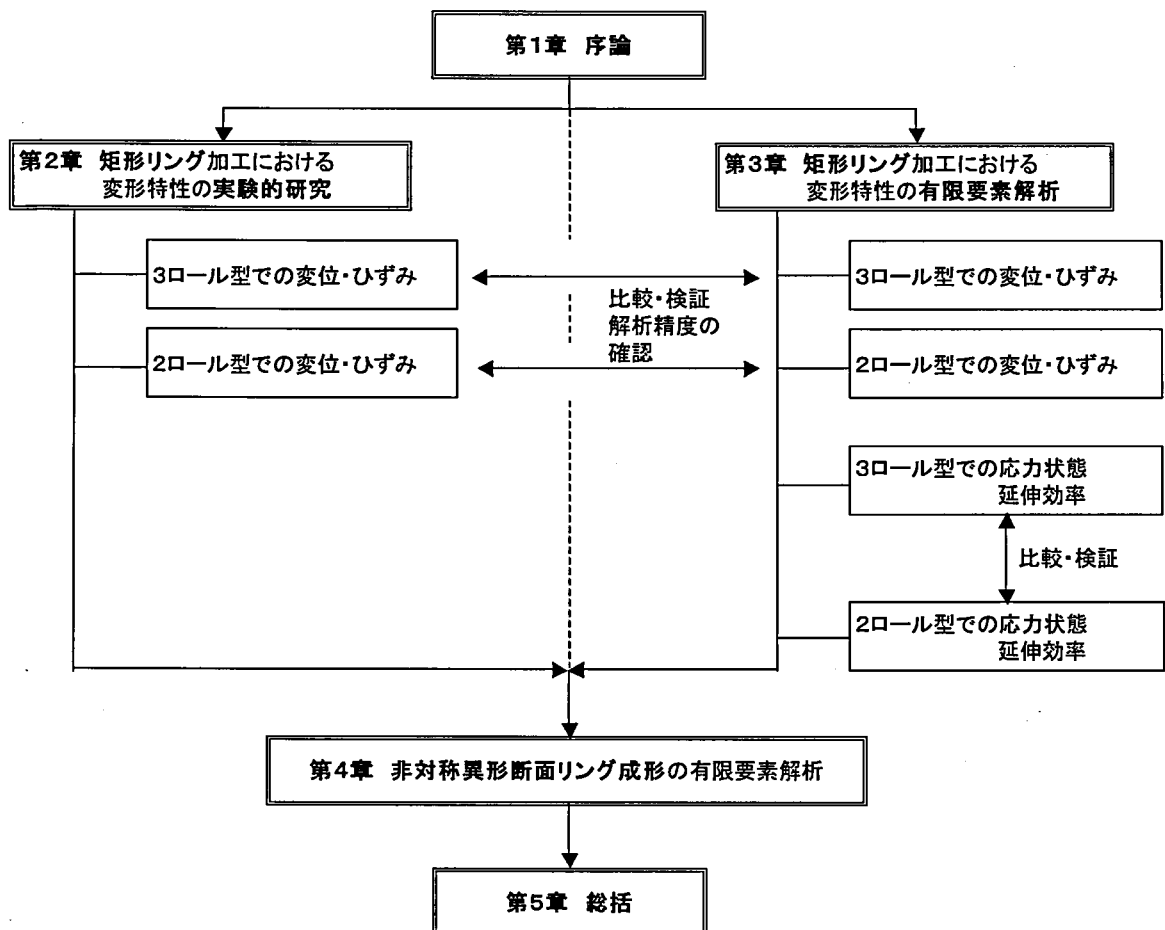 第1章 序論
第2章 矩形リング加工における
変形特性の実験的研究
3ロール型での変位・ひずみ
2ロール型での変位・ひずみ
比較・検証
解析精度の
確認
第3章 矩形リング加工における
変形特性の有限要素解析
3ロール型での変位・ひずみ
2ロール型での変位・ひずみ
3ロール型での応力状態
延伸効率
比較・検証
2ロール型での応力状態
延伸効率
第4章 非対称異形断面リング成形の有限要素解析
第5章 総括